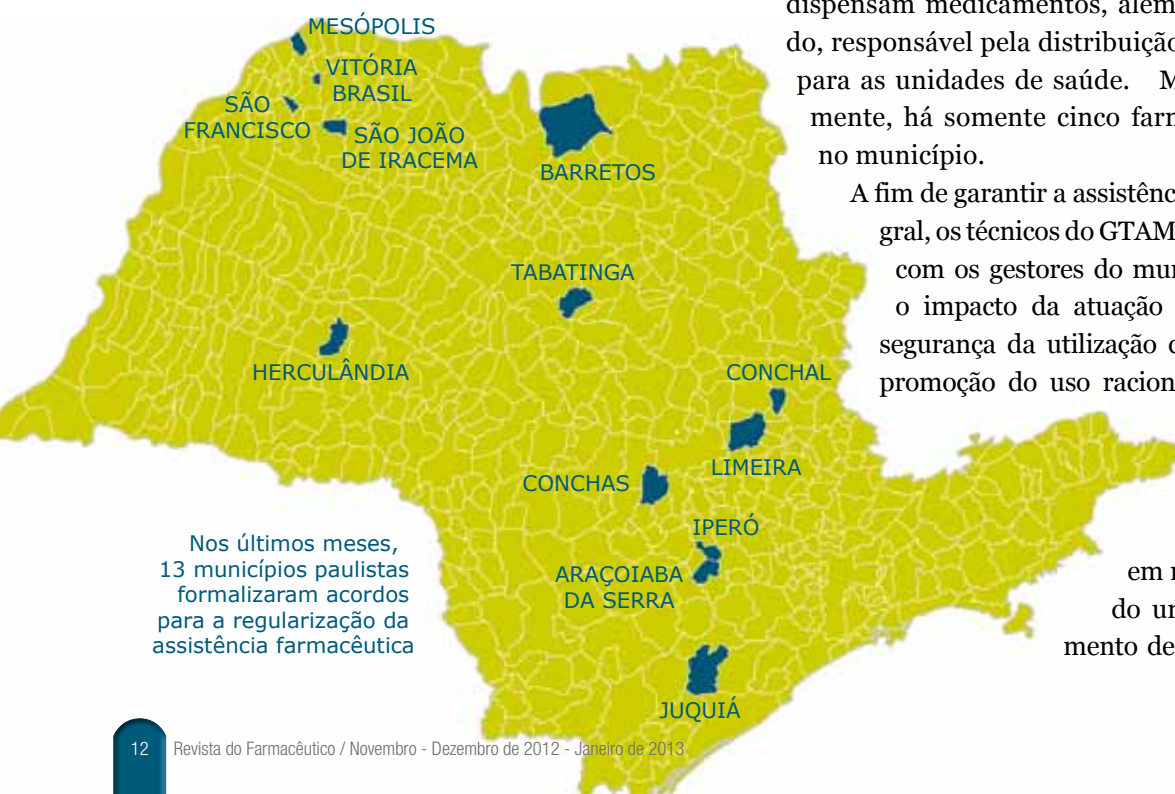 MESÓPOLIS
VITÓRIA
BRASIL
SÃO
FRANCISCO
SÃO JOÃO
DE IRACEMA
BARRETOS
TABATINGA
HERCULÂNDIA
CONCHAL
LIMEIRA
CONCHAS
IPERÓ
ARAÇOIABA
DA SERRA
JUQUIÁ
Nos últimos meses,
13 municípios paulistas
formalizaram acordos
para a regularização da
assistência farmacêutica
dispensam medicamentos, além
do, responsável pela distribuição
para as unidades de saúde. M
mente, há somente cinco farm
no município.
A fim de garantir a assistênc
gral, os técnicos do GTAM
com os gestores do mun
o impacto da atuação
segurança da utilização d
promoção do uso racion
em
do um
mento de
12 Revista do Farmacêutico / Novembro - Dezembro de 2012 - Janeiro de 2013